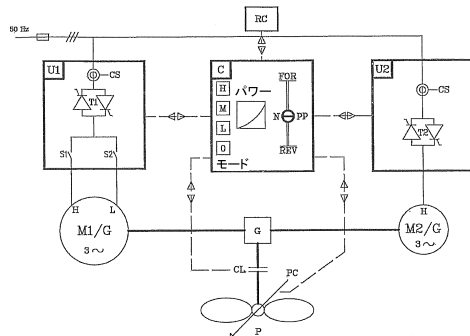 50 Hz
RC
U1
CS
T1
S1
S2
H
L
M1/G
3~
C
H
M
L
0
パワー
モード
FOR
N
PP
REV
U2
CS
T2
H
M2/G
3~
G
CL
PC
P